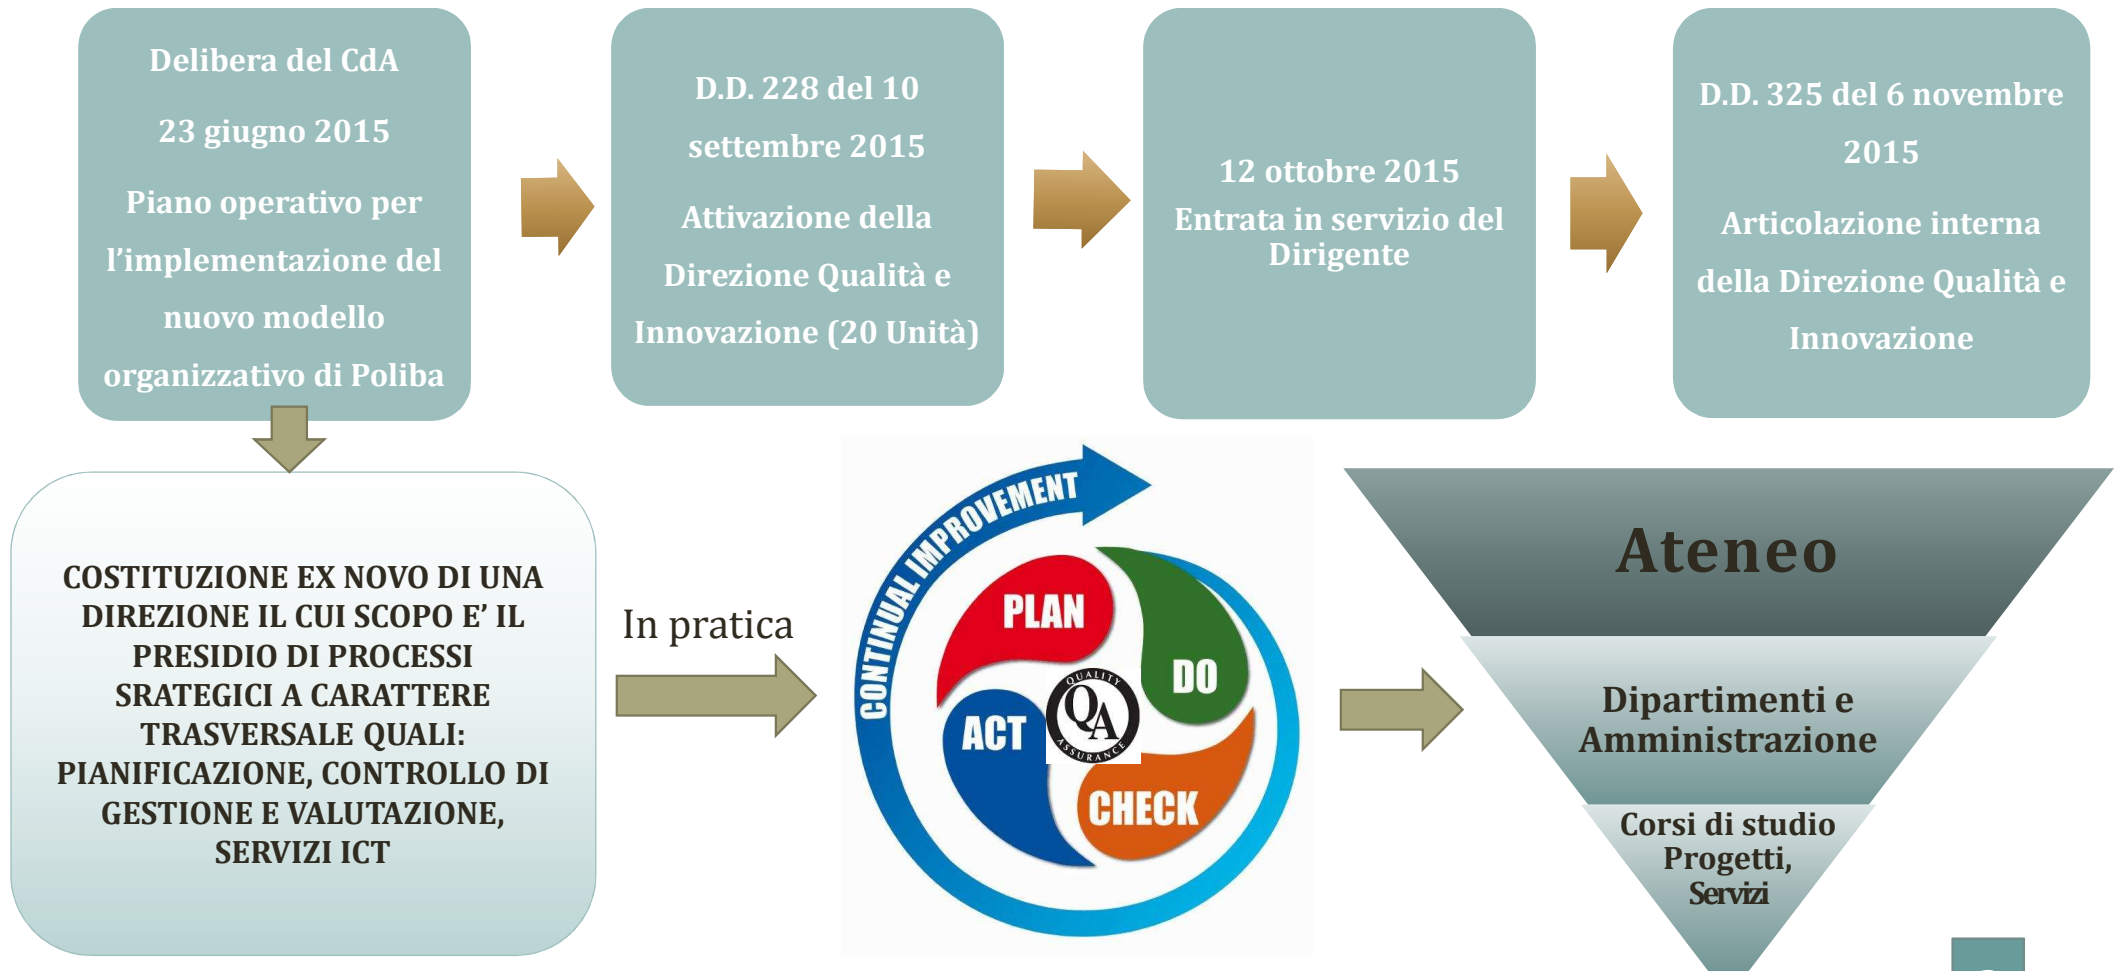 Delibera del CdA
23 giugno 2015
Piano operativo per
l'implementazione del
nuovo modello
organizzativo di Poliba
D.D. 228 del 10
settembre 2015
Attivazione della
Direzione Qualità e
Innovazione (20 Unità)
12 ottobre 2015
Entrata in servizio del
Dirigente
D.D. 325 del 6 novembre
2015
Articolazione interna
della Direzione Qualità e
Innovazione
COSTITUZIONE EX NOVO DI UNA
DIREZIONE IL CUI SCOPO E' IL
PRESIDIO DI PROCESSI
SRATEGICI A CARATTERE
TRASVERSALE QUALI:
PIANIFICAZIONE, CONTROLLO DI
GESTIONE E VALUTAZIONE,
SERVIZI ICT
In pratica
CONTINUAL IMPROVEMENT
PLAN
DO
QUALITY
QA
ASSURANCE
ACT
CHECK
Ateneo
Dipartimenti e
Amministrazione
Corsi di studio
Progetti,
Servizi